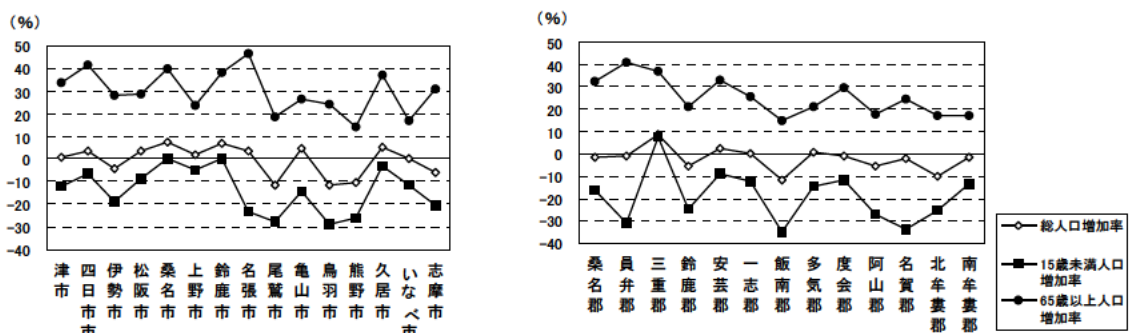 （％）
50
40
30
20
10
0
−10
−20
−30
−40
津市
四日市市
伊勢市
松阪市
桑名市
上野市
鈴鹿市
名張市
尾鷲市
亀山市
鳥羽市
熊野市
久居市
いなべ市
志摩市
（％）
50
40
30
20
10
0
−10
−20
−30
−40
桑名郡
員弁郡
三重郡
鈴鹿郡
安芸郡
一志郡
飯南郡
多気郡
度会郡
阿山郡
名賀郡
北牟婁郡
南牟婁郡
総人口増加率
15歳未満人口
増加率
65歳以上人口
増加率